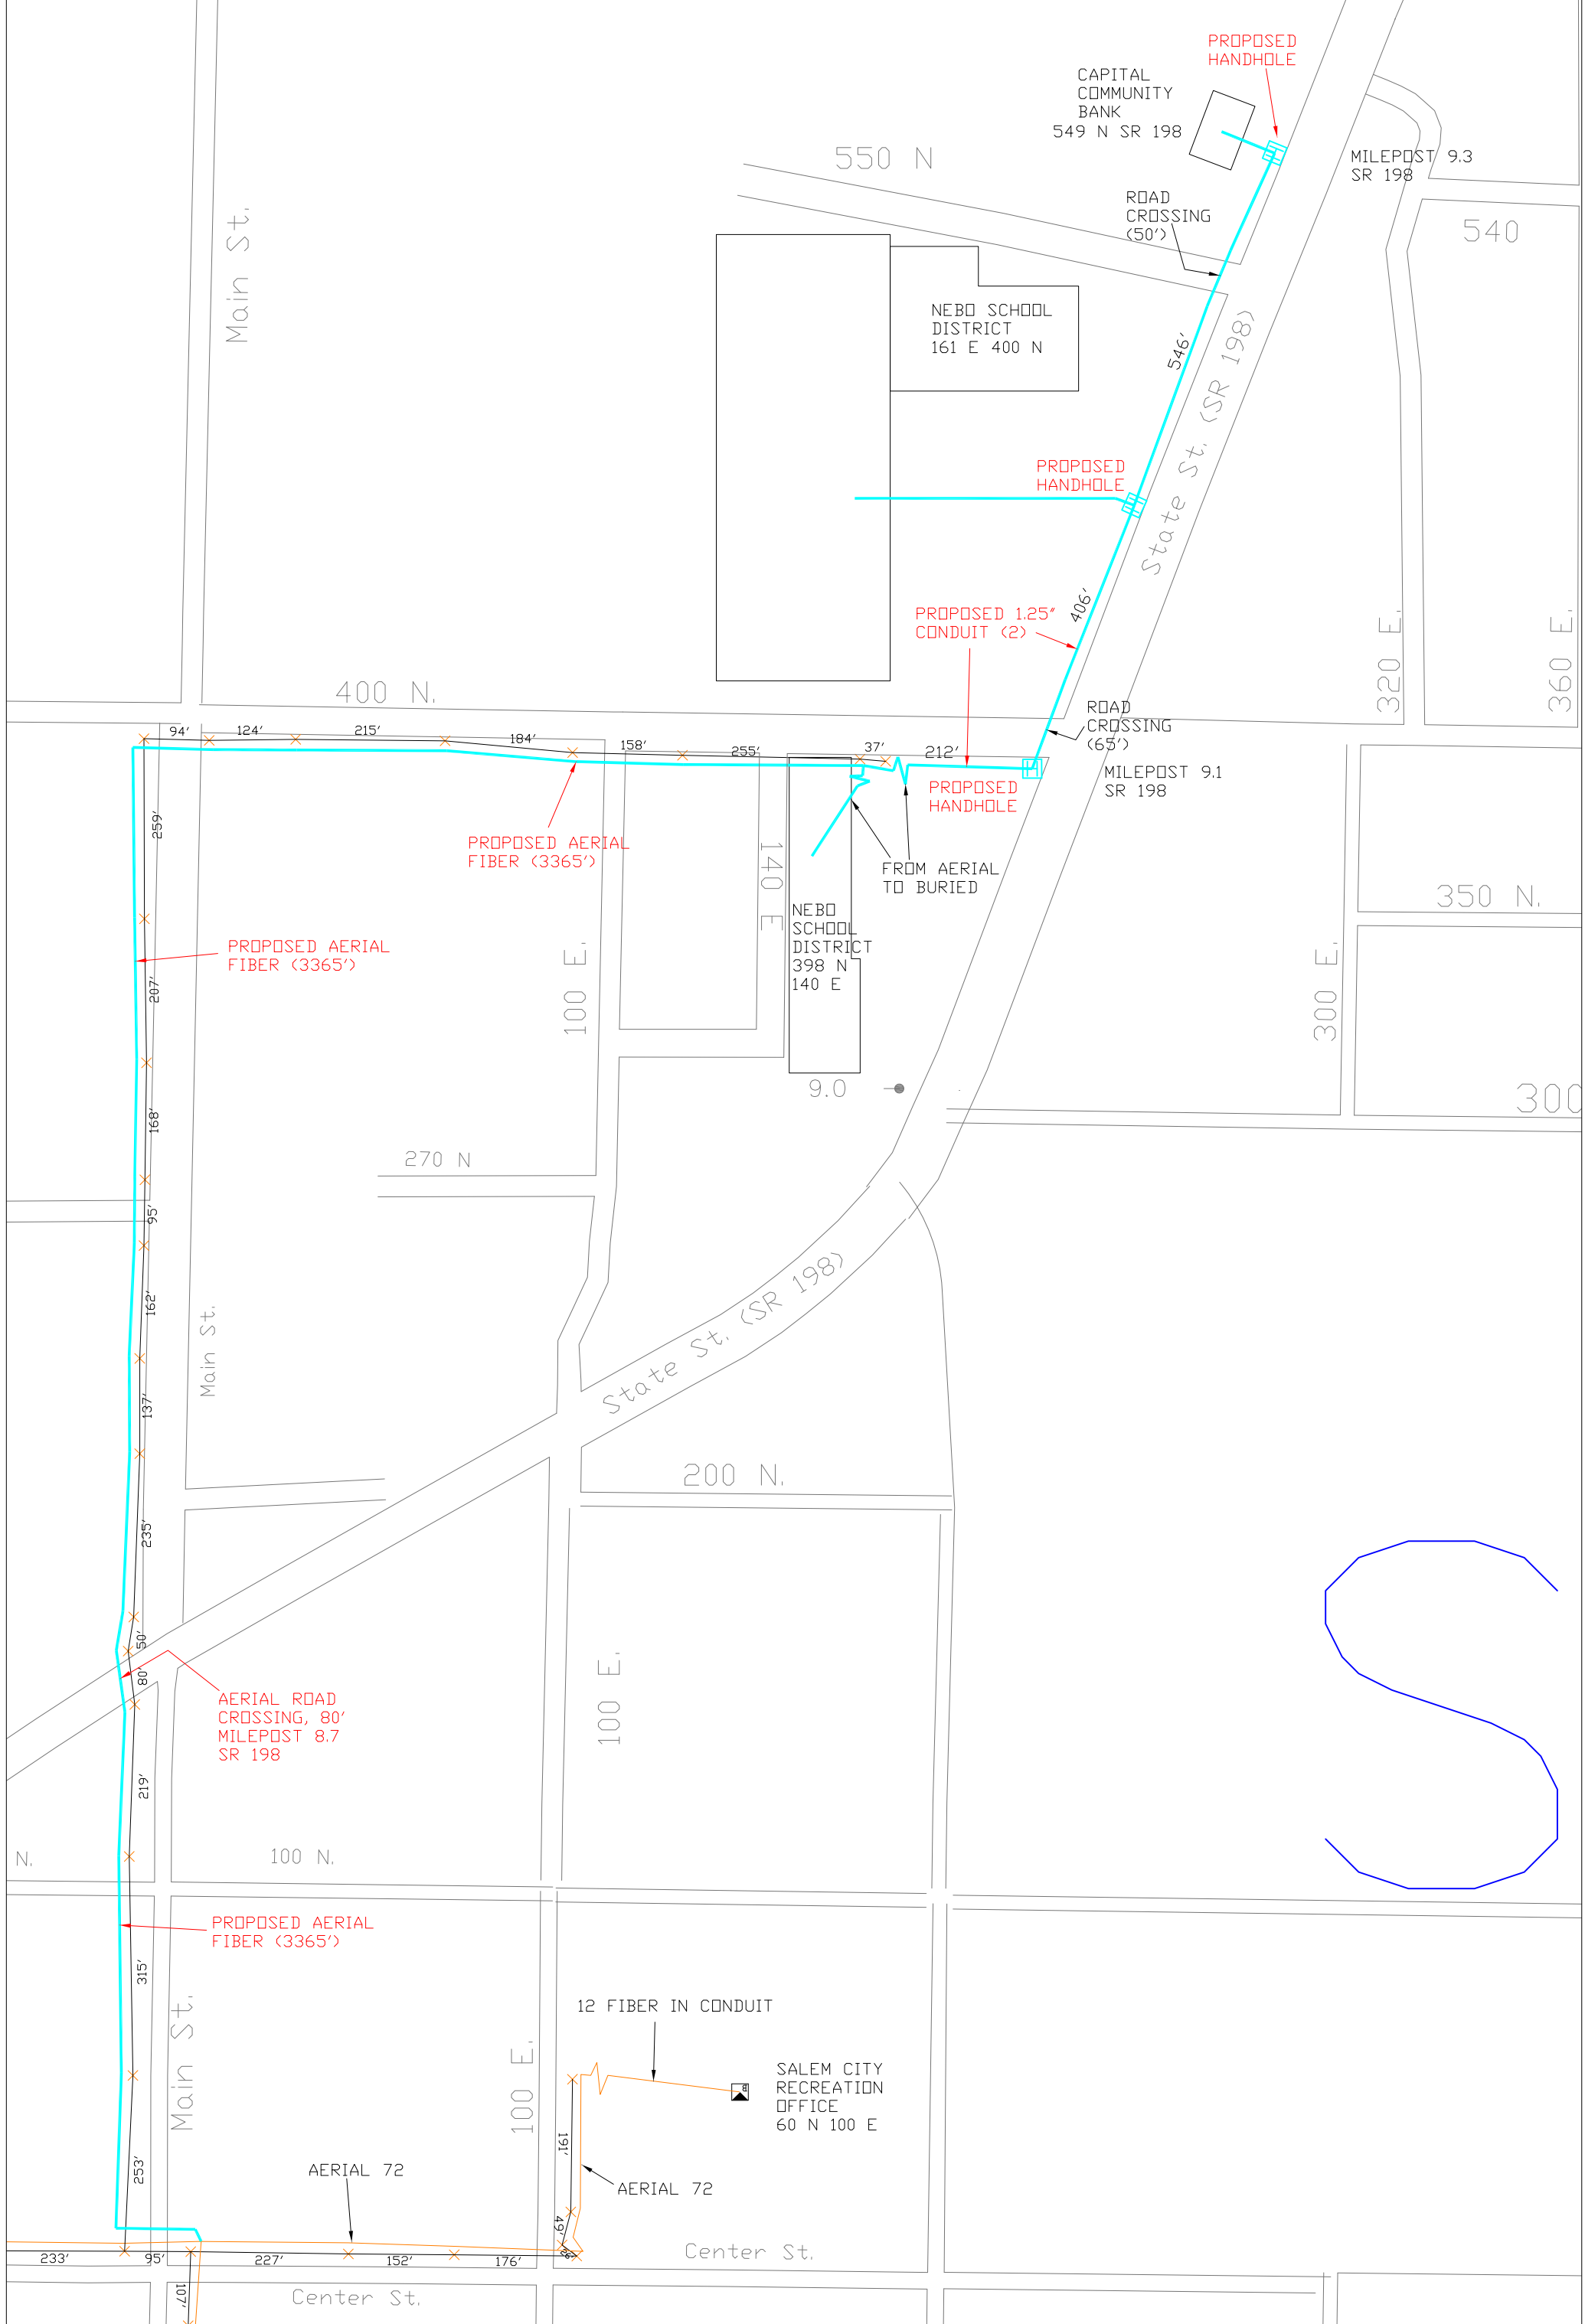 PROPOSED
HANDHOLE
CAPITAL
COMMUNITY
BANK
549 N SR 198
550 N
MILEPOST 9.3
SR 198
ROAD
CROSSING
(50')
540
Main St.
NEBO SCHOOL
DISTRICT
161 E 400 N
546'
State St. (SR 198)
PROPOSED
HANDHOLE
406'
PROPOSED 1.25"
CONDUIT (2)
320 E.
360 E.
400 N.
ROAD
CROSSING
(65')
94'
124'
215'
184'
158'
255'
37'
212'
MILEPOST 9.1
SR 198
PROPOSED
HANDHOLE
259'
PROPOSED AERIAL
FIBER (3365')
140 E
FROM AERIAL
TO BURIED
350 N.
NEBO
SCHOOL
DISTRICT
398 N
140 E
PROPOSED AERIAL
FIBER (3365')
100 E.
300 E.
207'
9.0
300
168'
270 N
95'
162'
State St. (SR 198)
Main St.
137'
200 N.
235'
50'
80'
100 E.
AERIAL ROAD
CROSSING, 80'
MILEPOST 8.7
SR 198
S
219'
N.
100 N.
PROPOSED AERIAL
FIBER (3365')
315'
12 FIBER IN CONDUIT
Main St.
100 E.
SALEM CITY
RECREATION
OFFICE
60 N 100 E
191'
253'
AERIAL 72
AERIAL 72
49'
233'
95'
227'
152'
176'
Center St.
107'
Center St.